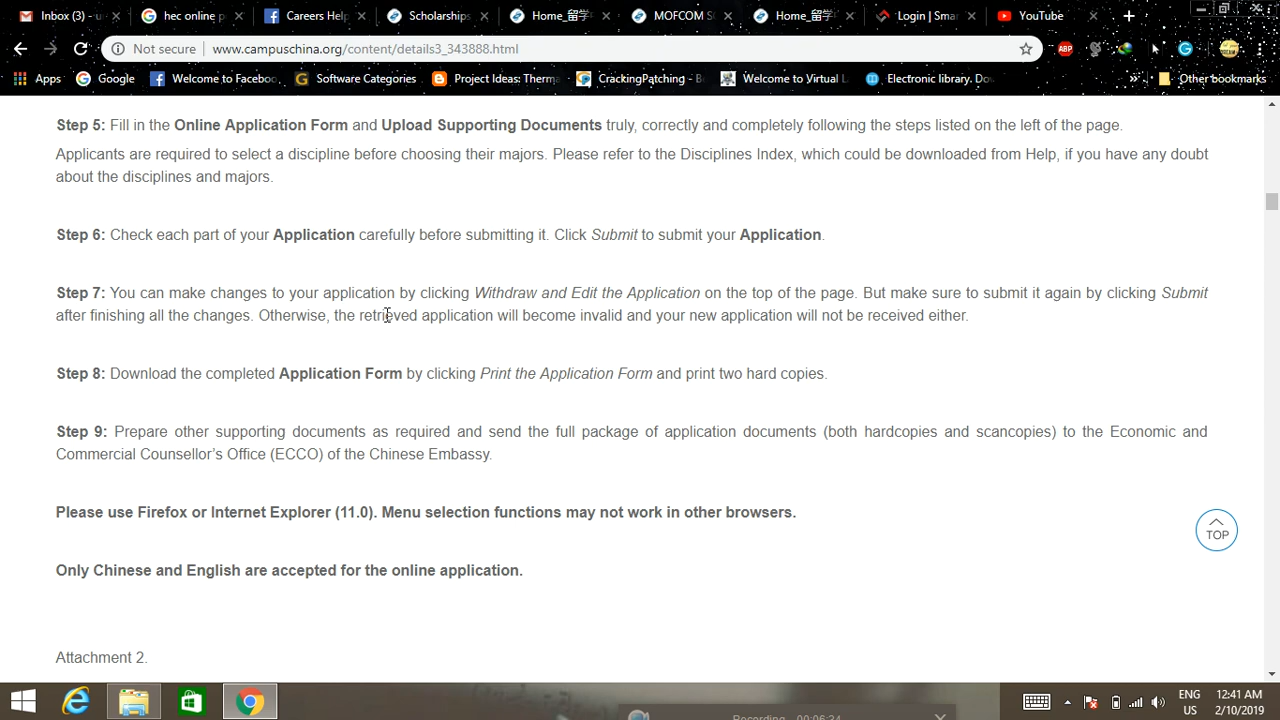 Inbox (3) - u
hec online p
Careers Help
Scholarships
Home_留学
MOFCOM S
Home_留学
Login | Sma
YouTube
Not secure
www.campuschina.org/content/details3_343888.html
ABP
Apps
Google
Welcome to Faceboo
Software Categories
Project Ideas: Therm
CrackingPatching - B
Welcome to Virtual L
Electronic library. Do
Other bookmarks
Step 5: Fill in the Online Application Form and Upload Supporting Documents truly, correctly and completely following the steps listed on the left of the page.
Applicants are required to select a discipline before choosing their majors. Please refer to the Disciplines Index, which could be downloaded from Help, if you have any doubt
about the disciplines and majors.
Step 6: Check each part of your Application carefully before submitting it. Click Submit to submit your Application.
Step 7: You can make changes to your application by clicking Withdraw and Edit the Application on the top of the page. But make sure to submit it again by clicking Submit
after finishing all the changes. Otherwise, the retrieved application will become invalid and your new application will not be received either.
Step 8: Download the completed Application Form by clicking Print the Application Form and print two hard copies.
Step 9: Prepare other supporting documents as required and send the full package of application documents (both hardcopies and scancopies) to the Economic and
Commercial Counsellor's Office (ECCO) of the Chinese Embassy.
Please use Firefox or Internet Explorer (11.0). Menu selection functions may not work in other browsers.
TOP
Only Chinese and English are accepted for the online application.
Attachment 2.
ENG
US
12:41 AM
2/10/2019
Recording